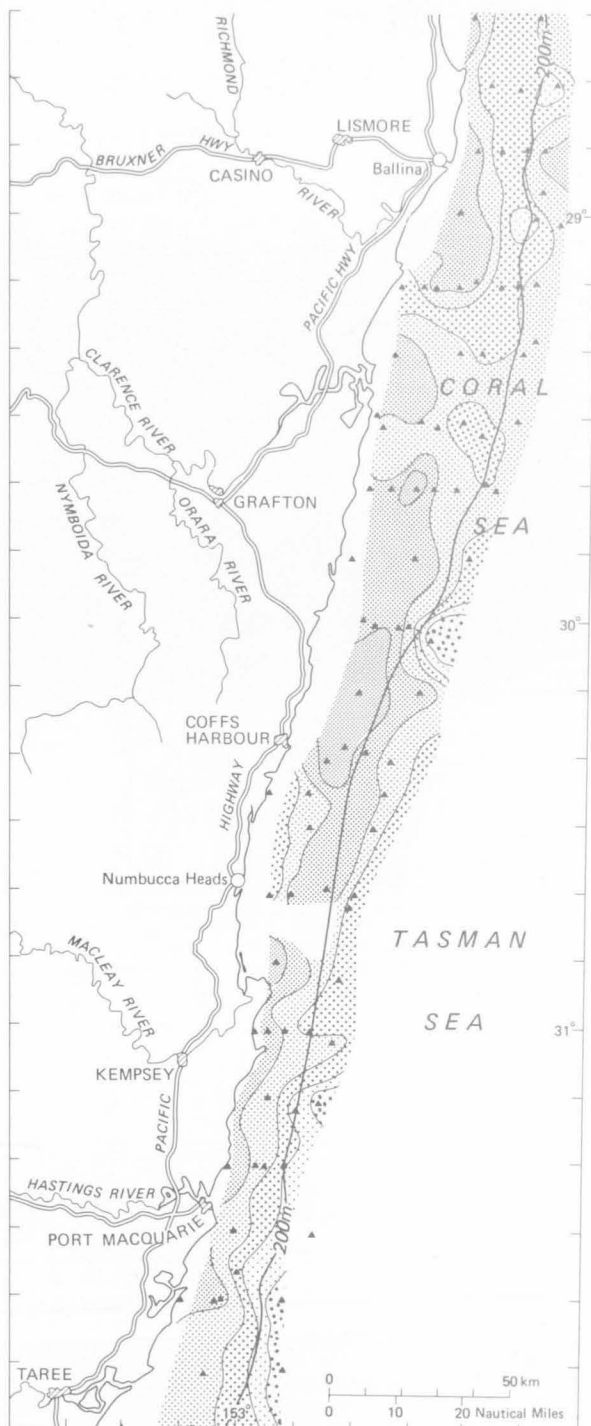 RICHMOND
200m
LISMORE
BRUXNER HWY
Ballina
CASINO
RIVER
29°
PACIFIC HWY
CLARENCE RIVER
CORAL
GRAFTON
ORARA RIVER
NYMBOIDA RIVER
SEA
30°
COFFS
HARBOUR
HIGHWAY
Numbucca Heads
TASMAN
MACLEAY RIVER
SEA
31°
KEMPSEY
PACIFIC
HASTINGS RIVER
PORT MACQUARIE
200m
TAREE
0 50 km
153° 0 10 20 Nautical Miles